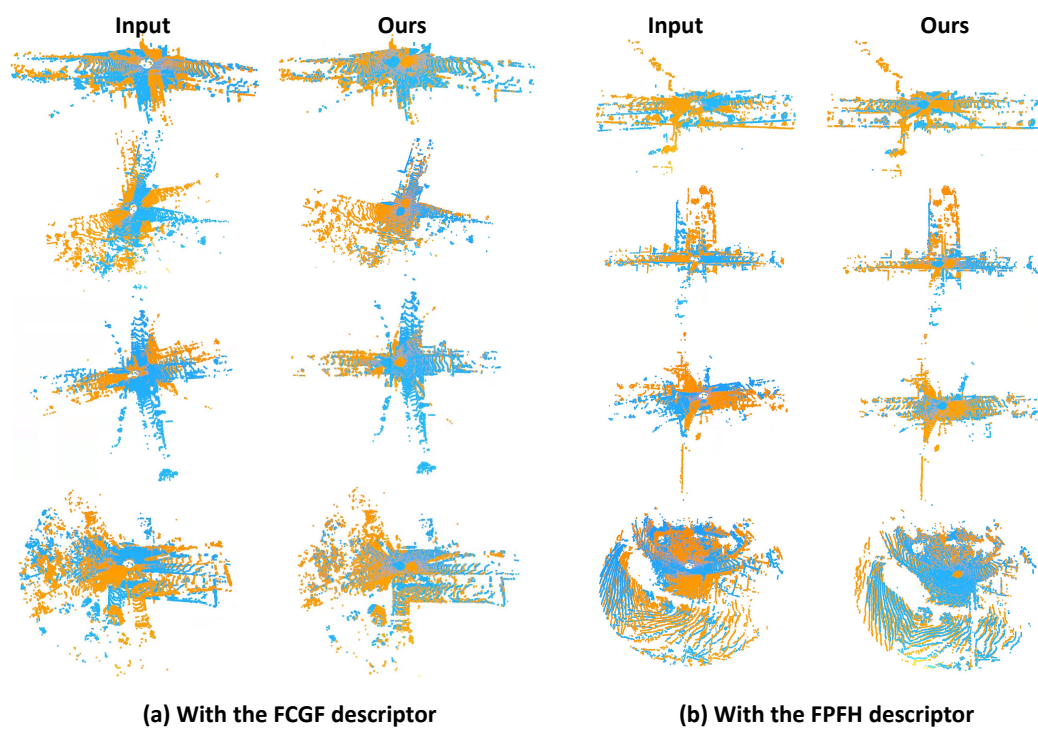 Input Ours Input Ours
(a) With the FCGF descriptor (b) With the FPFH descriptor